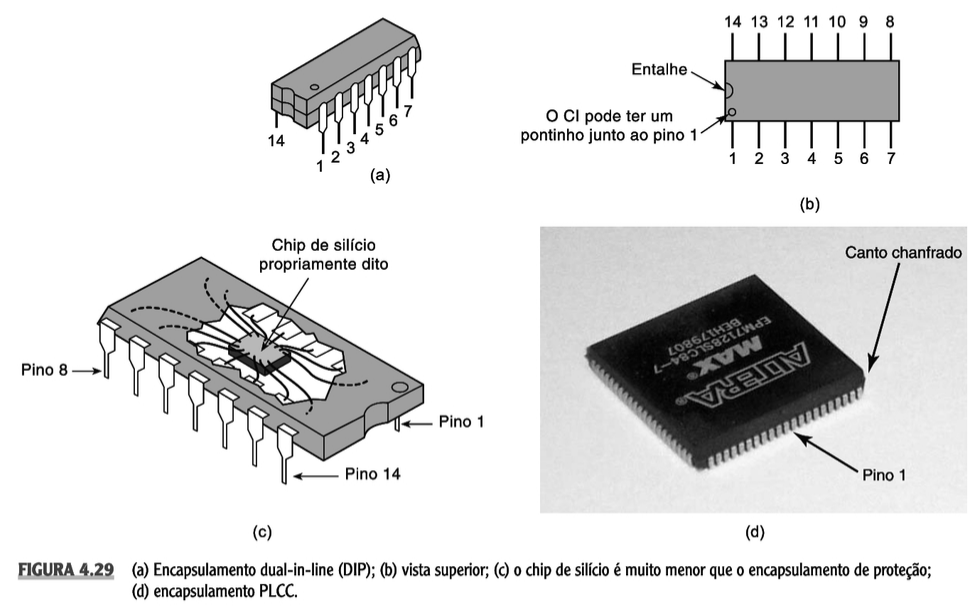 14
1
2
3
4
5
6
7
(a)
14 13 12 11 10 9 8
Entalhe
O CI pode ter um
pontinho junto ao pino 1
1 2 3 4 5 6 7
(b)
Chip de silício
propriamente dito
Pino 8
Pino 1
Pino 14
(c)
Canto chanfrado
EPM7128SLC84-7
BEH179807
MAX®
ALTERA®
Pino 1
(d)
FIGURA 4.29 (a) Encapsulamento dual-in-line (DIP); (b) vista superior; (c) o chip de silício é muito menor que o encapsulamento de proteção;
(d) encapsulamento PLCC.